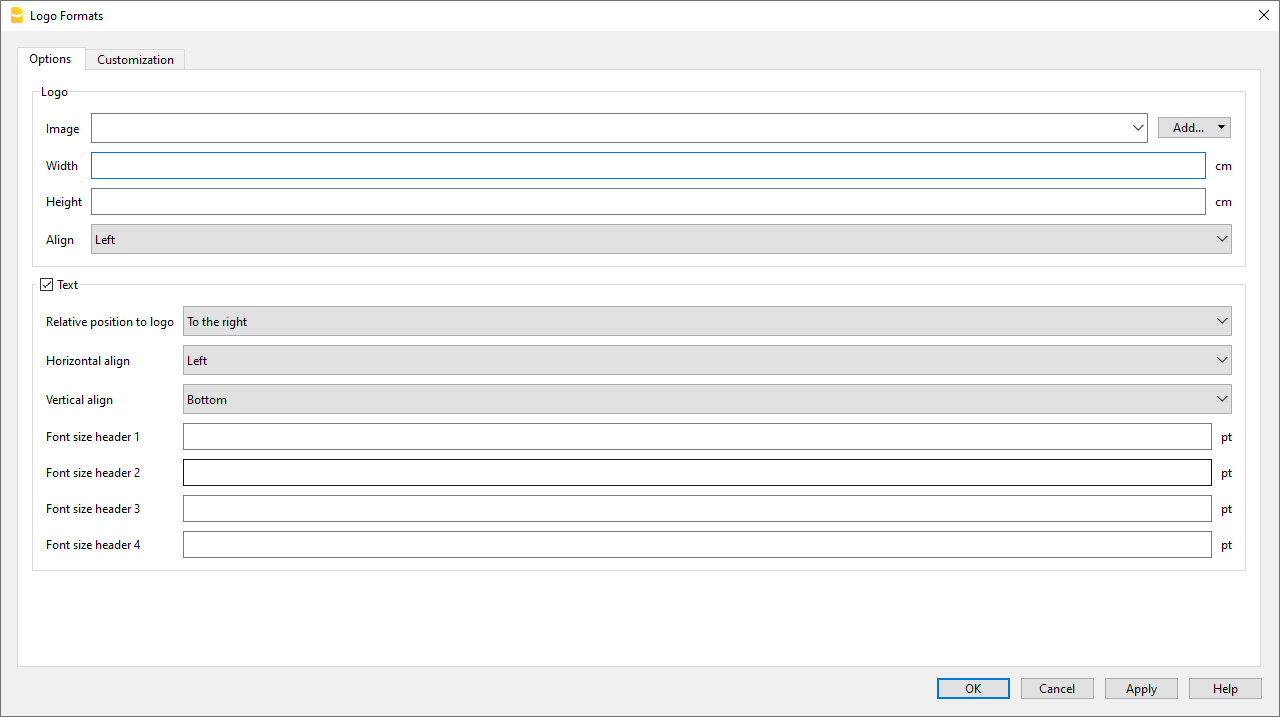 Logo Formats
Options Customization
Logo
Image Add...
Width cm
Height cm
Align Left
Text
Relative position to logo To the right
Horizontal align Left
Vertical align Bottom
Font size header 1 pt
Font size header 2 pt
Font size header 3 pt
Font size header 4 pt
OK Cancel Apply Help